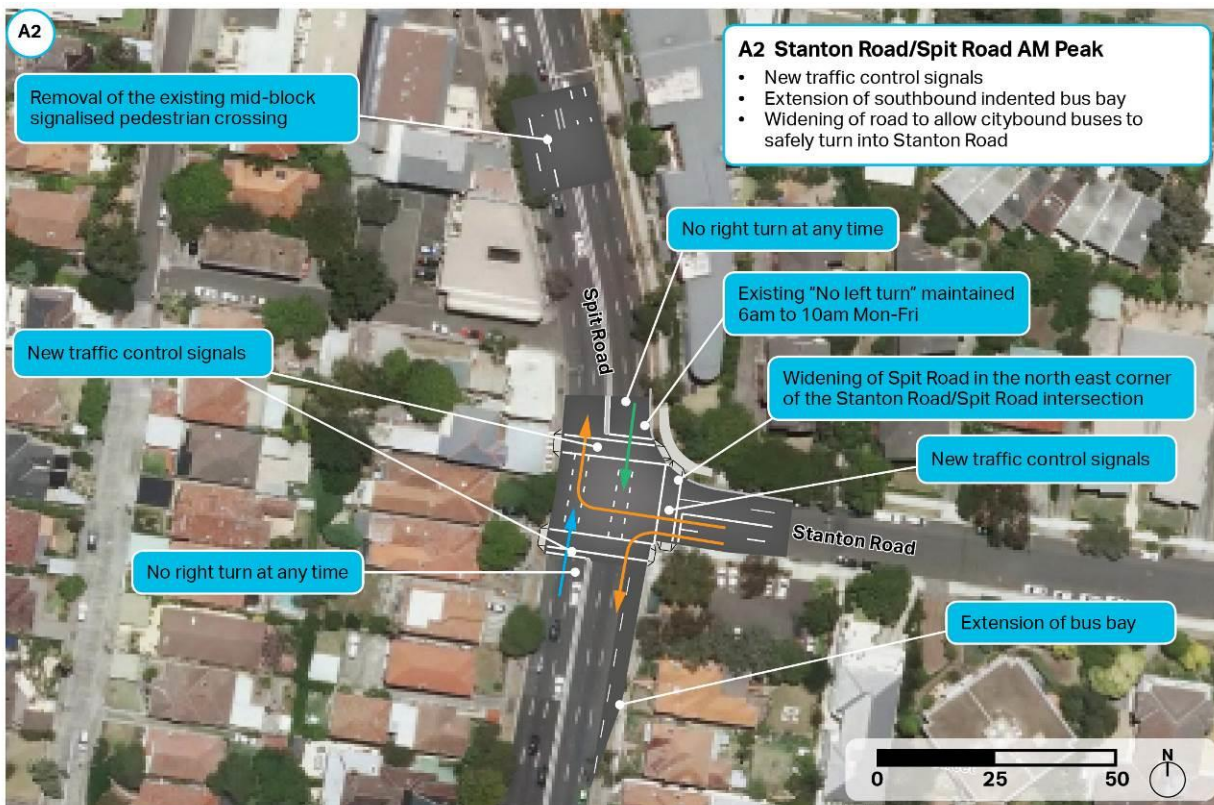 A2
A2 Stanton Road/Spit Road AM Peak
• New traffic control signals
• Extension of southbound indented bus bay
• Widening of road to allow citybound buses to
safely turn into Stanton Road
Removal of the existing mid-block
signalised pedestrian crossing
No right turn at any time
Existing "No left turn" maintained
6am to 10am Mon-Fri
Spit Road
New traffic control signals
Widening of Spit Road in the north east corner
of the Stanton Road/Spit Road intersection
New traffic control signals
Stanton Road
No right turn at any time
Extension of bus bay
0 25 50
N